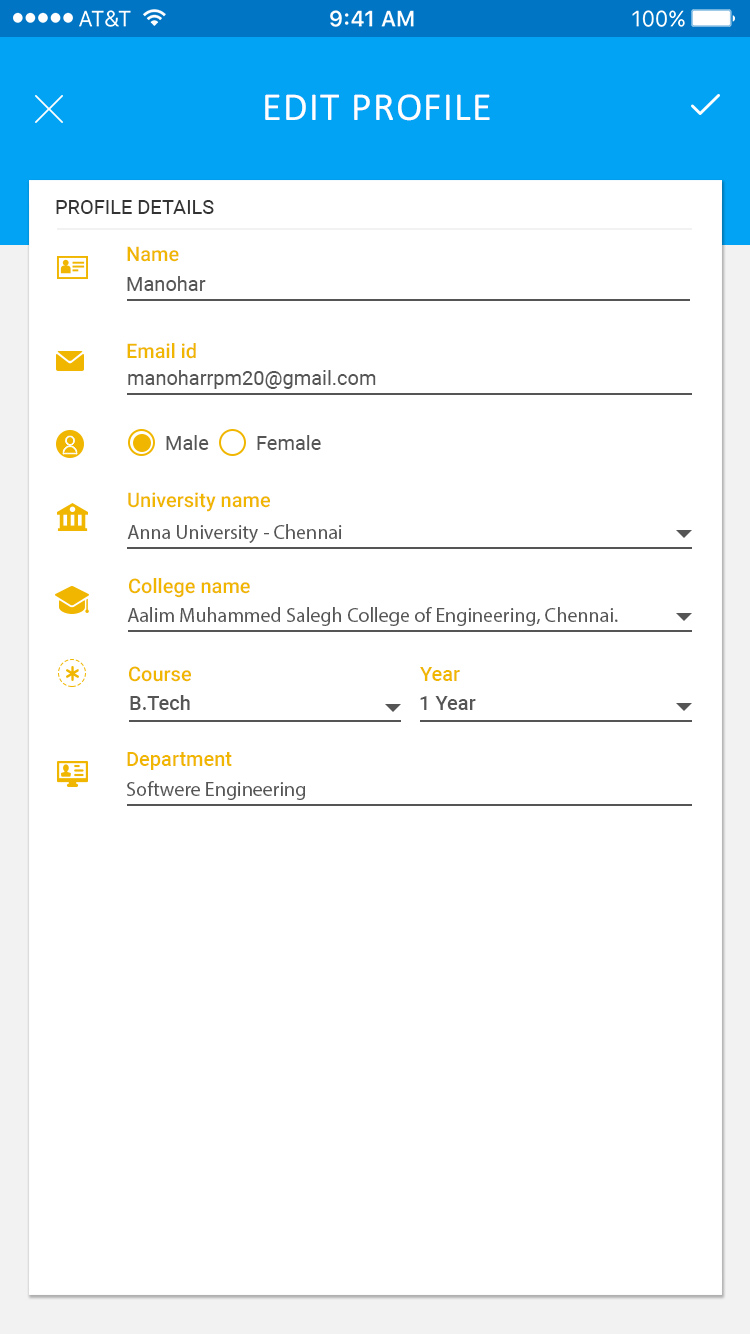 AT&T 9:41 AM 100%
EDIT PROFILE
PROFILE DETAILS
Name
Manohar
Email id
manoharrpm20@gmail.com
Male Female
University name
Anna University - Chennai
College name
Aalim Muhammed Salegh College of Engineering, Chennai.
Course Year
B.Tech 1 Year
Department
Softwere Engineering